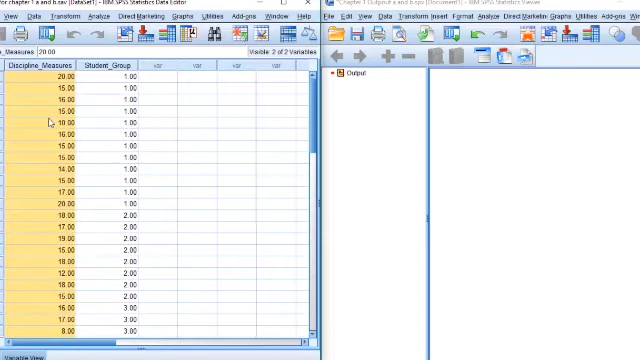 for chapter 1 a and b.sav [DataSet1] - IBM SPSS Statistics Data Editor
View Data Transform Analyze Direct Marketing Graphs Utilities Add-ons Window Help
e_Measures 20.00 Visible: 2 of 2 Variables
Discipline_Measures Student_Group var var var
20.00 1.00
15.00 1.00
16.00 1.00
15.00 1.00
10.00 1.00
16.00 1.00
15.00 1.00
15.00 1.00
14.00 1.00
15.00 1.00
17.00 1.00
20.00 1.00
18.00 2.00
17.00 2.00
19.00 2.00
15.00 2.00
18.00 2.00
12.00 2.00
18.00 2.00
15.00 2.00
16.00 3.00
17.00 3.00
8.00 3.00
Variable View
*Chapter 1 Outpout a and b.spv [Document1] - IBM SPSS Statistics Viewer
File Edit View Data Transform Insert Format Analyze Direct Marketing Graphs Utilities Add-ons Window
Output